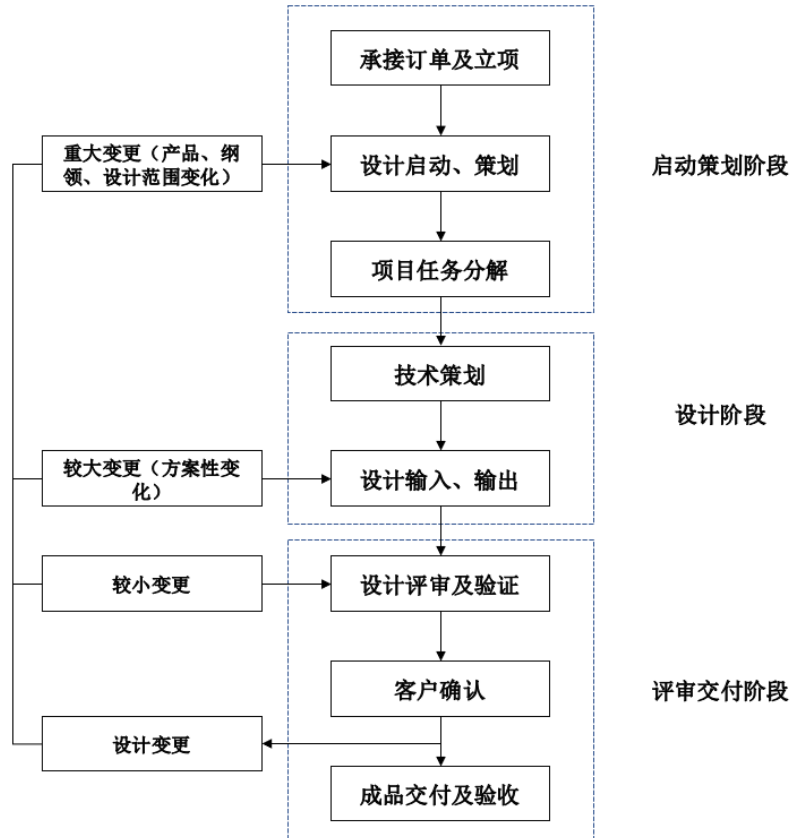 承接订单及立项
重大变更（产品、纲
领、设计范围变化）
设计启动、策划
启动策划阶段
项目任务分解
技术策划
设计阶段
较大变更（方案性变
化）
设计输入、输出
较小变更
设计评审及验证
客户确认
评审交付阶段
设计变更
成品交付及验收